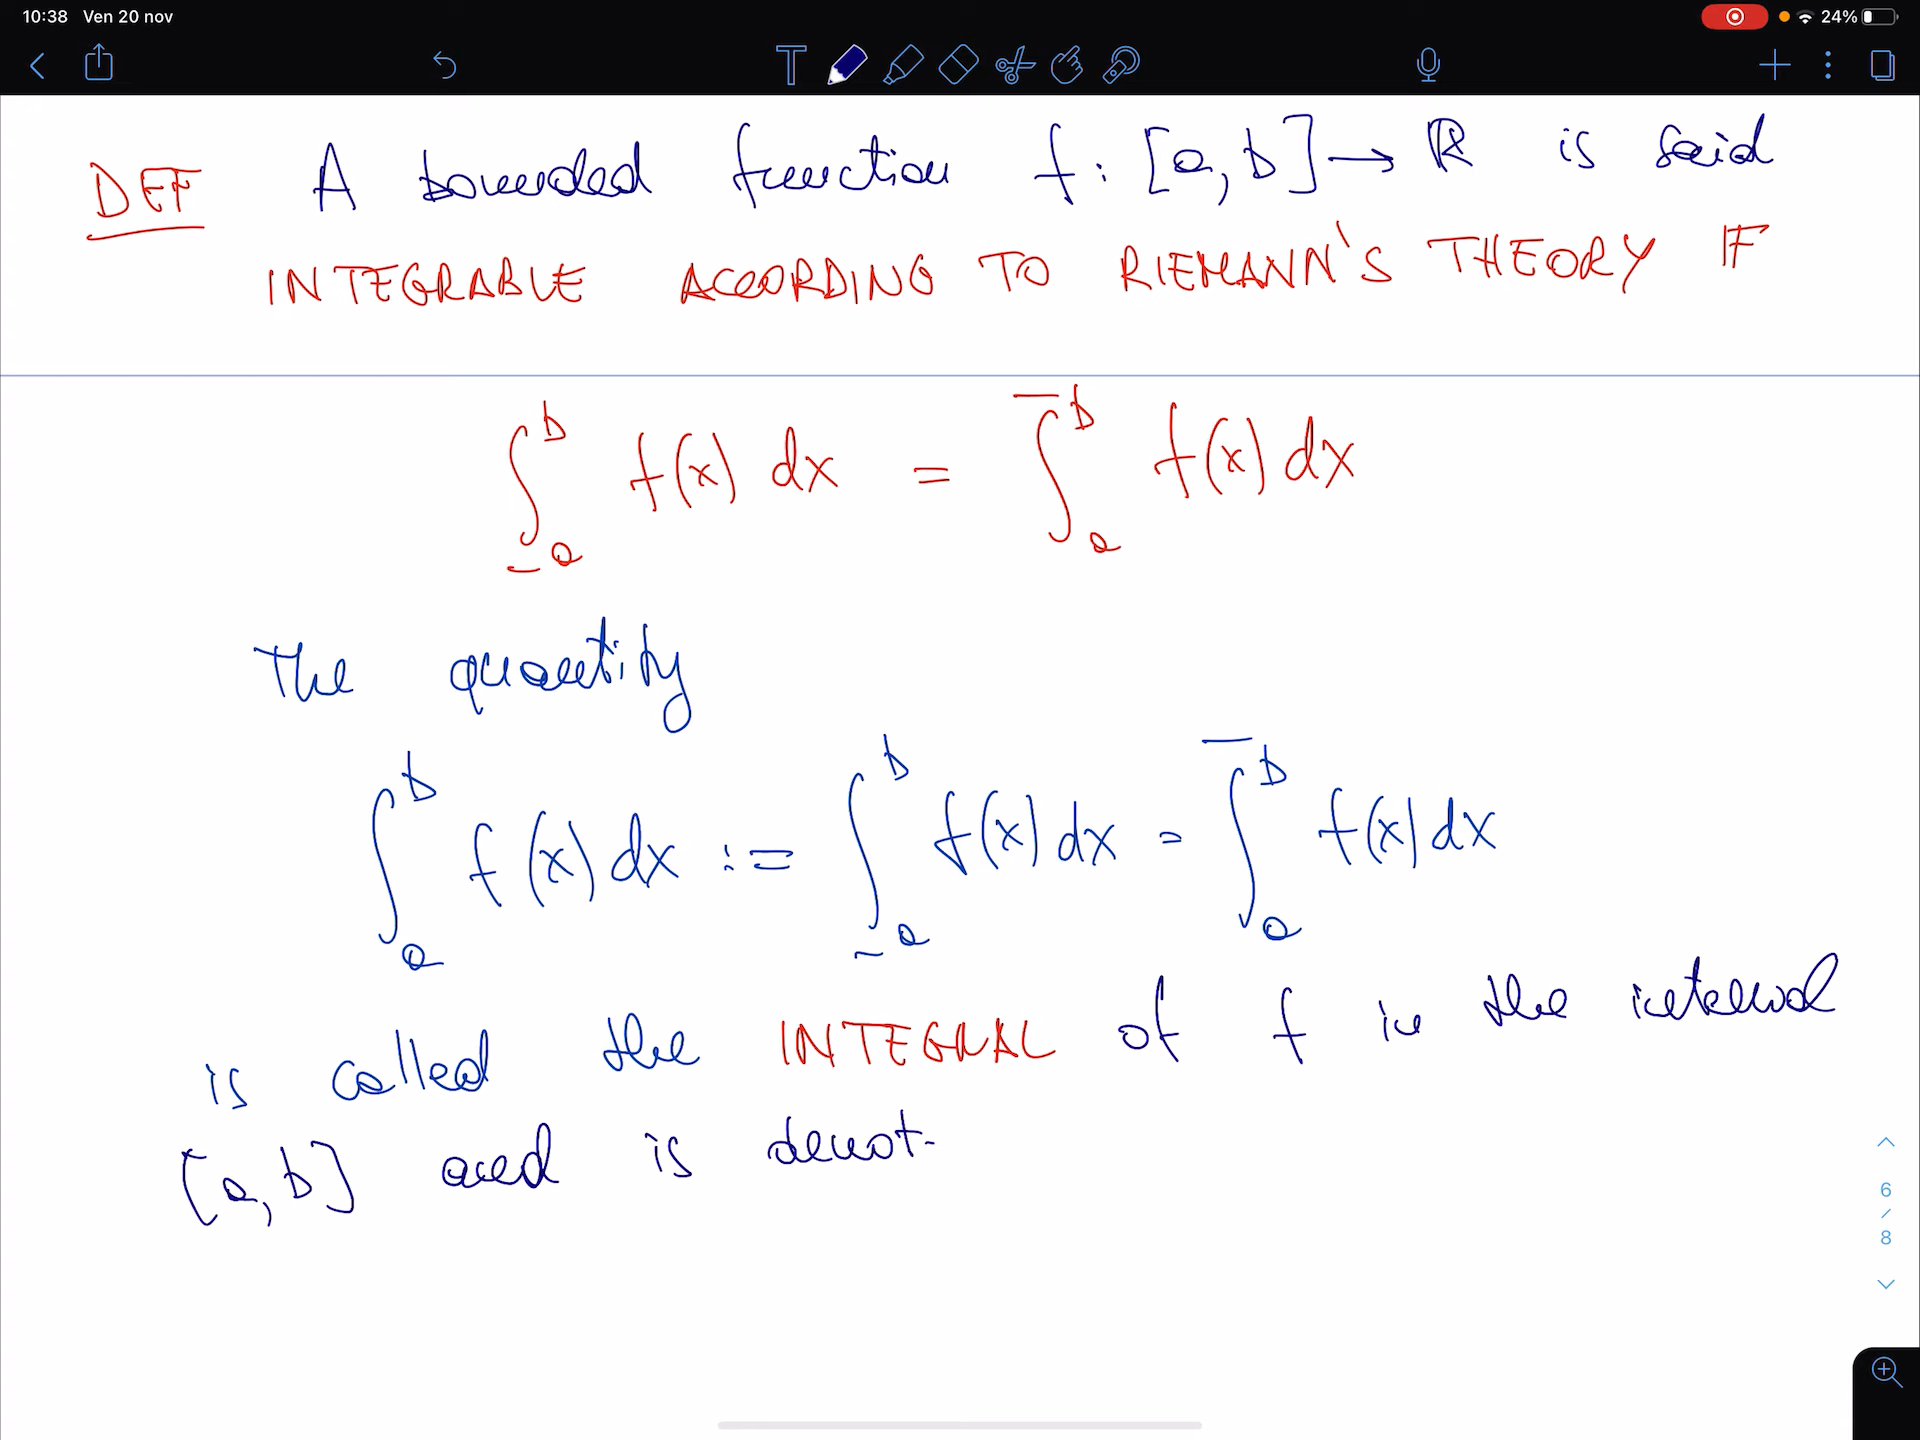 10:38 Ven 20 nov 24%
T
DEF A bounded function f: [a, b] → ℝ is said
INTEGRABLE ACCORDING TO RIEMANN'S THEORY IF
∫̲ₐᵇ f(x) dx = ∫̅ₐᵇ f(x) dx
The quantity
∫ₐᵇ f(x) dx := ∫̲ₐᵇ f(x) dx = ∫̅ₐᵇ f(x) dx
is called the INTEGRAL of f in the interval
[a, b] and is denot
6
/
8